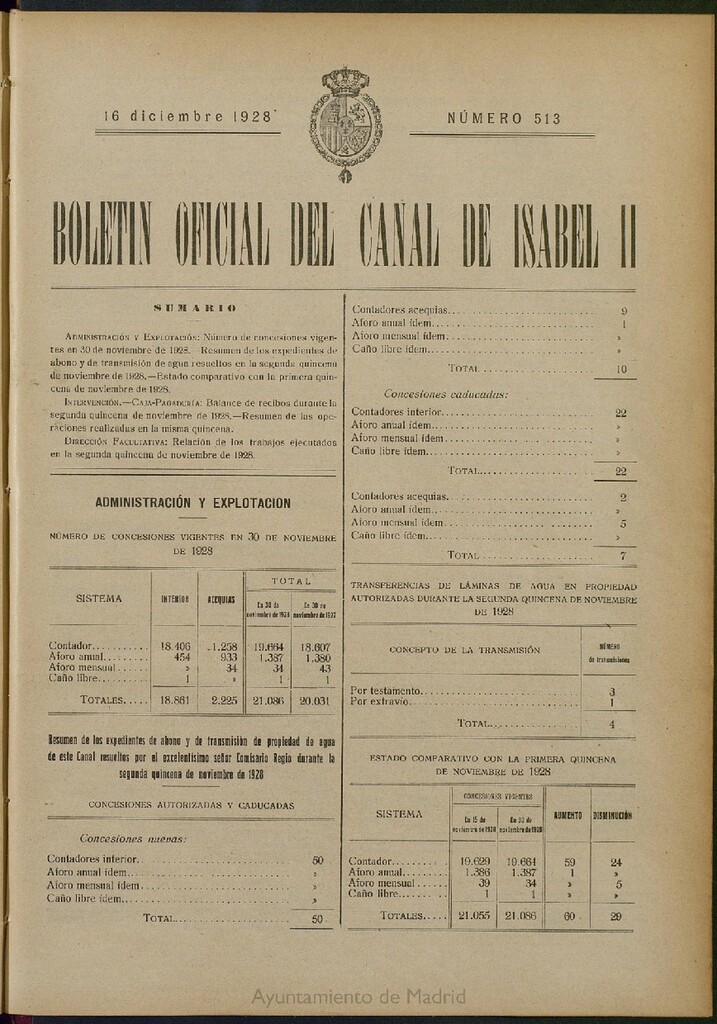 16 diciembre 1928
NÚMERO 513
BOLETIN OFICIAL DEL CANAL DE ISABEL II
SUMARIO
ADMINISTRACIÓN Y EXPLOTACIÓN: Número de concesiones vigen-
tes en 30 de noviembre de 1928.—Resumen de los expedientes de
abono y de transmisión de agua resueltos en la segunda quincena
de noviembre de 1928.—Estado comparativo con la primera quin-
cena de noviembre de 1928.
INTERVENCIÓN.—CAJA-PAGADURÍA: Balance de recibos durante la
segunda quincena de noviembre de 1928.—Resumen de las ope-
raciones realizadas en la misma quincena.
DIRECCIÓN FACULTATIVA: Relación de los trabajos ejecutados
en la segunda quincena de noviembre de 1928.
ADMINISTRACIÓN Y EXPLOTACION
NÚMERO DE CONCESIONES VIGENTES EN 30 DE NOVIEMBRE
DE 1928
SISTEMA INTERIOR ACEQUIAS TOTAL
En 30 de noviembre de 1928 En 30 de noviembre de 1927
Contador........... 18.406 1.258 19.664 18.607
Aforo anual........ 454 933 1.387 1.380
Aforo mensual...... » 34 34 43
Caño libre......... 1 » 1 1
TOTALES..... 18.861 2.225 21.086 20.031
Resumen de los expedientes de abono y de transmisión de propiedad de agua
de este Canal resueltos por el excelentísimo señor Comisario Regio durante la
segunda quincena de noviembre de 1928
CONCESIONES AUTORIZADAS Y CADUCADAS
Concesiones nuevas:
Contadores interior............ 50
Aforo anual ídem............ »
Aforo mensual ídem............ »
Caño libre ídem............ »
TOTAL............ 50
Contadores acequias............ 9
Aforo anual ídem............ 1
Aforo mensual ídem............ »
Caño libre ídem............ »
TOTAL............ 10
Concesiones caducadas:
Contadores interior............ 22
Aforo anual ídem............ »
Aforo mensual ídem............ »
Caño libre ídem............ »
TOTAL............ 22
Contadores acequias............ 2
Aforo anual ídem............ »
Aforo mensual ídem............ 5
Caño libre ídem............ »
TOTAL............ 7
TRANSFERENCIAS DE LÁMINAS DE AGUA EN PROPIEDAD
AUTORIZADAS DURANTE LA SEGUNDA QUINCENA DE NOVIEMBRE
DE 1928
CONCEPTO DE LA TRANSMISIÓN NÚMERO de transmisiones
Por testamento............ 3
Por extravío............ 1
TOTAL............ 4
ESTADO COMPARATIVO CON LA PRIMERA QUINCENA
DE NOVIEMBRE DE 1928
SISTEMA CONCESIONES VIGENTES AUMENTO DISMINUCIÓN
En 15 de noviembre de 1928 En 30 de noviembre de 1928
Contador........... 19.629 19.664 59 24
Aforo anual........ 1.386 1.387 1 »
Aforo mensual...... 39 34 » 5
Caño libre......... 1 1 » »
TOTALES..... 21.055 21.086 60 29
Ayuntamiento de Madrid